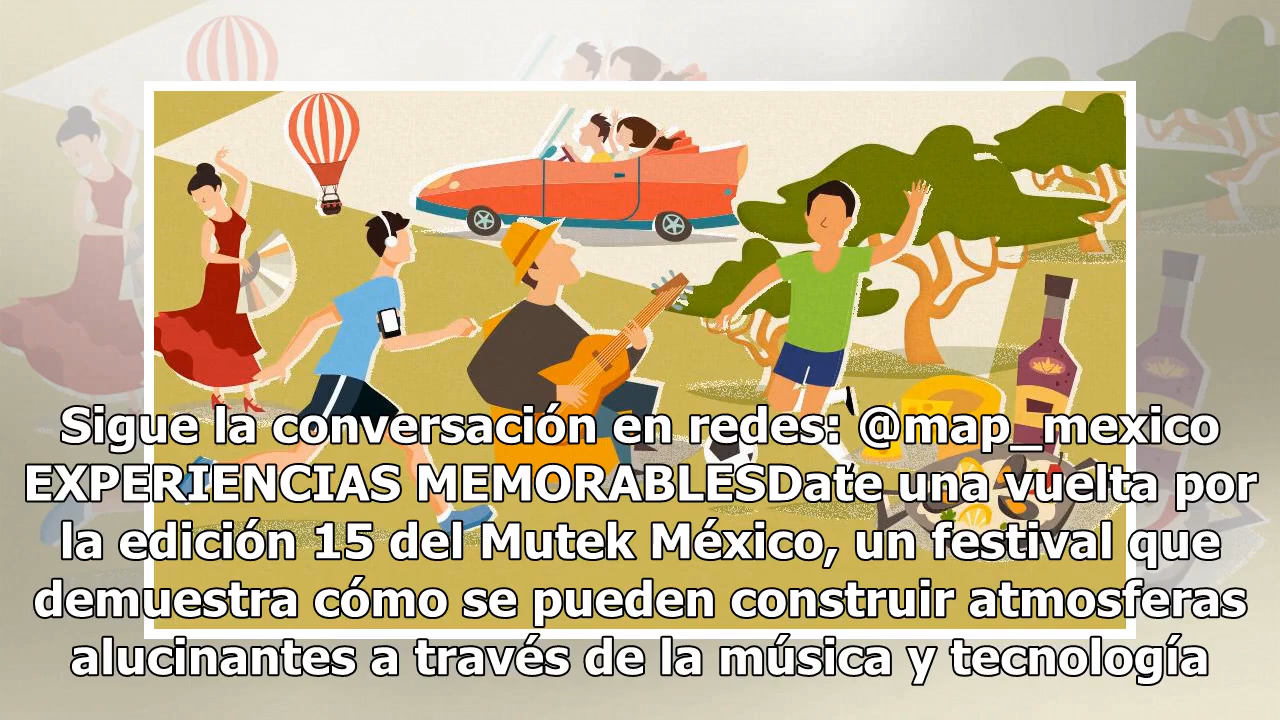 Sigue la conversación en redes: @map_mexico
EXPERIENCIAS MEMORABLESDate una vuelta por
la edición 15 del Mutek México, un festival que
demuestra cómo se pueden construir atmosferas
alucinantes a través de la música y tecnología